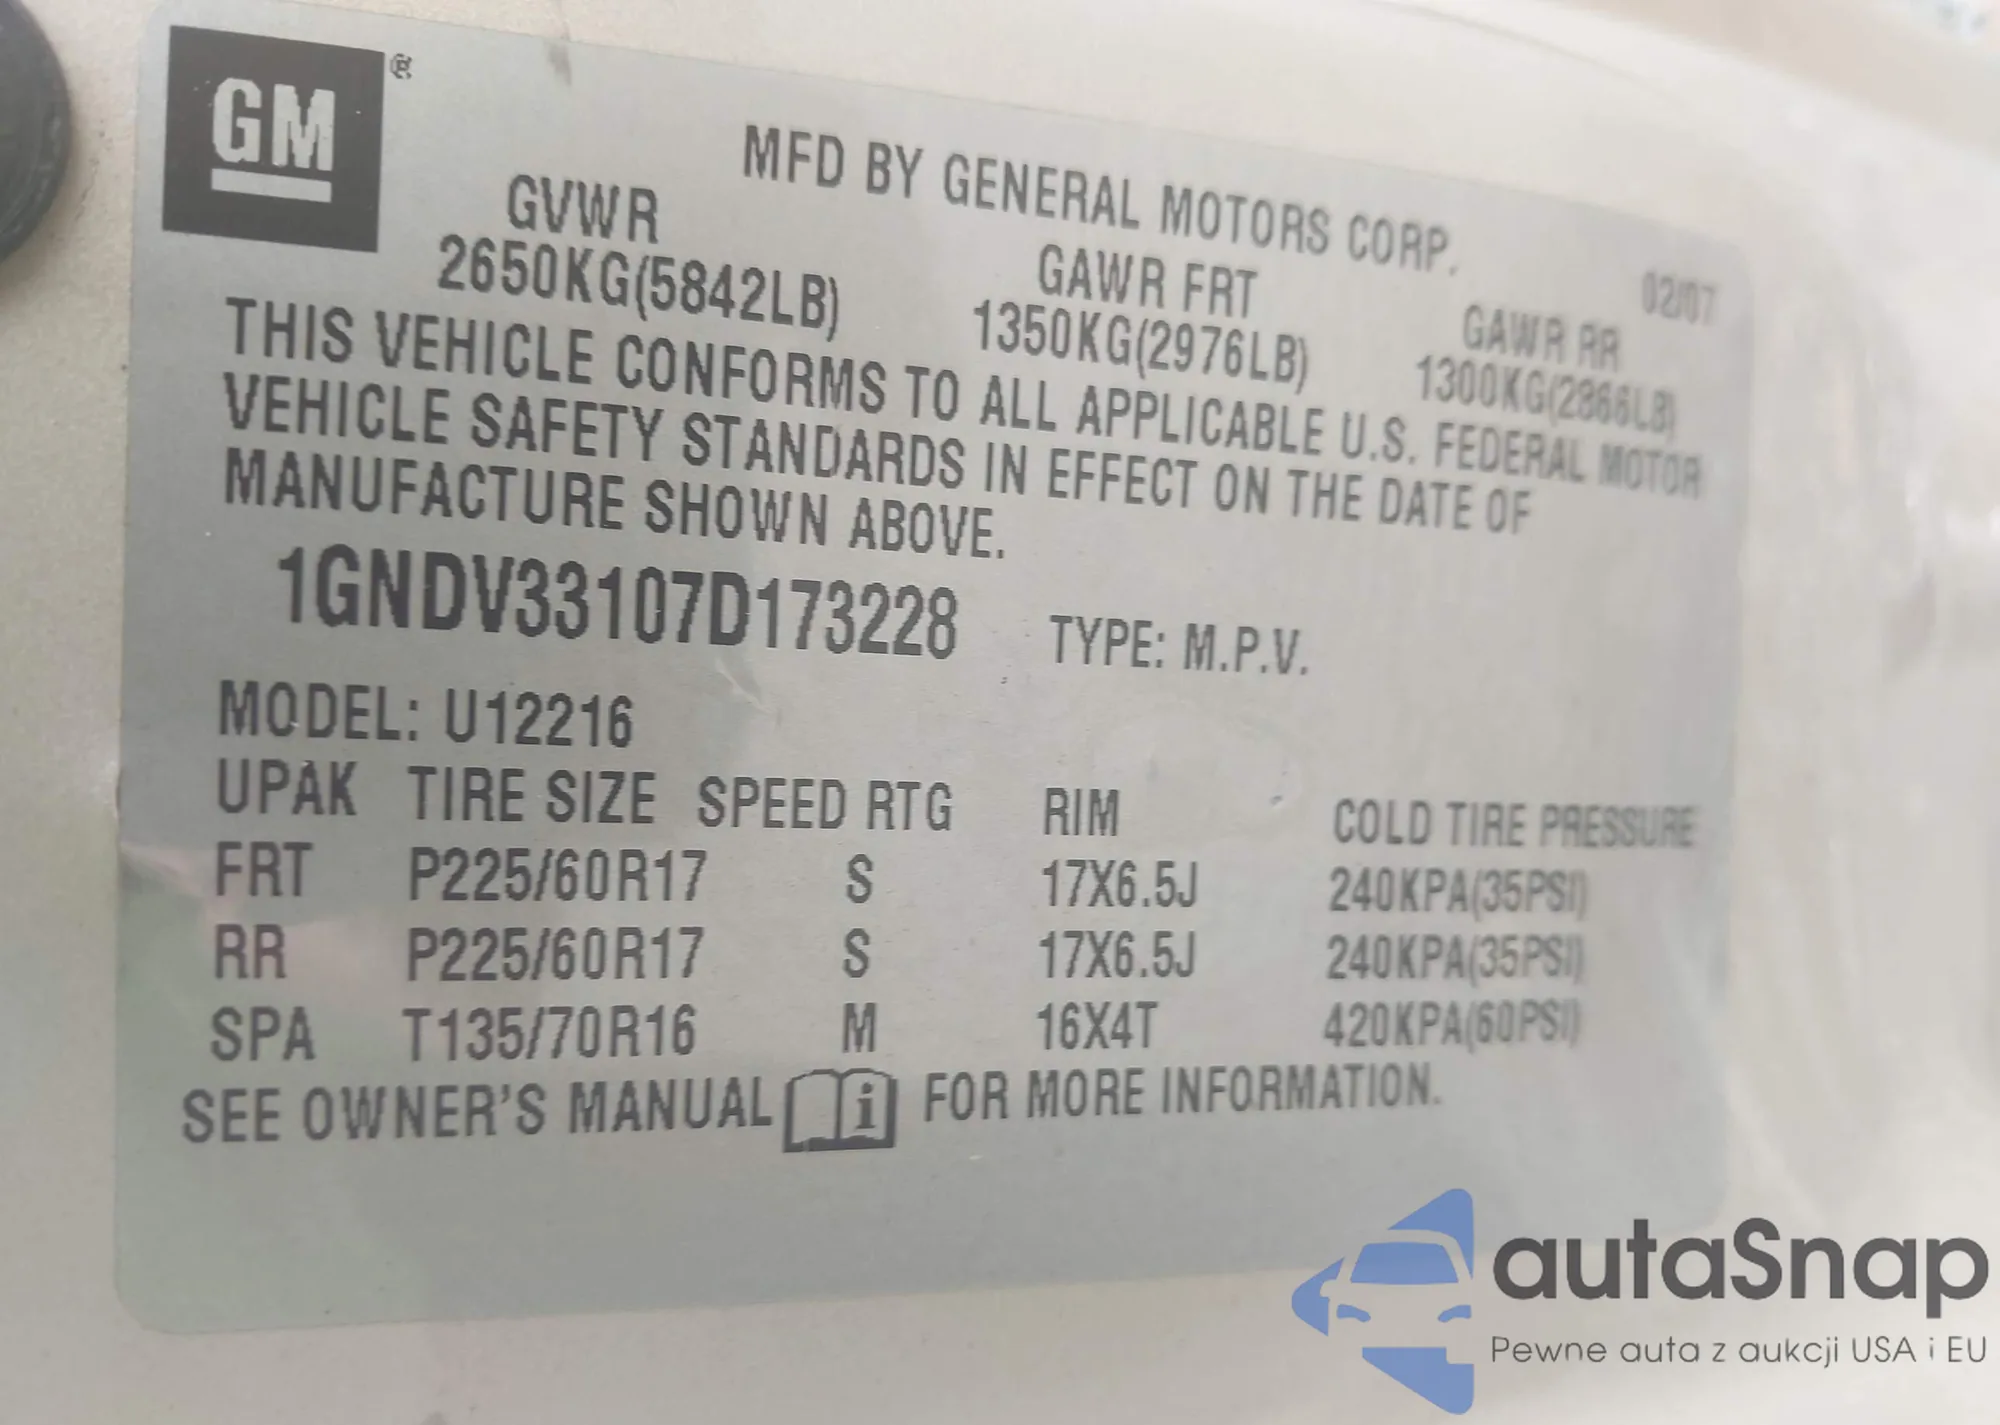 GM®
MFD BY GENERAL MOTORS CORP. 02/07
GVWR GAWR FRT GAWR RR
2650KG(5842LB) 1350KG(2976LB) 1300KG(2866LB)
THIS VEHICLE CONFORMS TO ALL APPLICABLE U.S. FEDERAL MOTOR
VEHICLE SAFETY STANDARDS IN EFFECT ON THE DATE OF
MANUFACTURE SHOWN ABOVE.
1GNDV33107D173228 TYPE: M.P.V.
MODEL: U12216
UPAK TIRE SIZE SPEED RTG RIM COLD TIRE PRESSURE
FRT P225/60R17 S 17X6.5J 240KPA(35PSI)
RR P225/60R17 S 17X6.5J 240KPA(35PSI)
SPA T135/70R16 M 16X4T 420KPA(60PSI)
SEE OWNER'S MANUAL i FOR MORE INFORMATION.
autaSnap
Pewne auta z aukcji USA i EU